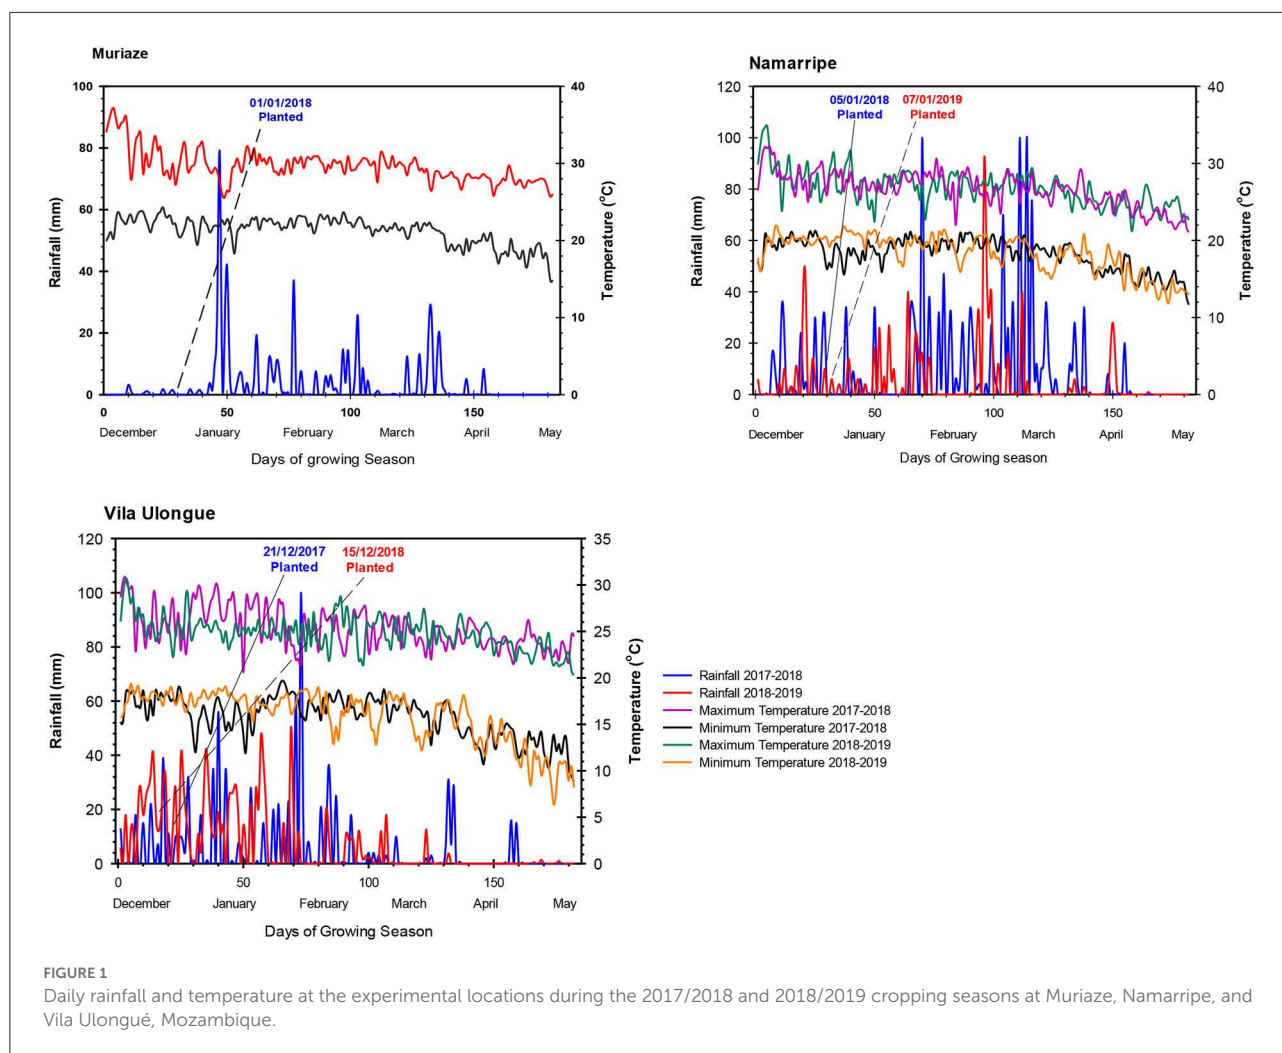 Muriaze
100
80
60
40
20
0
Rainfall (mm)
40
30
20
10
0
Temperature (°C)
01/01/2018
Planted
0 50 100 150
December January February March April May
Days of growing Season
Namarripe
120
100
80
60
40
20
0
Rainfall (mm)
40
30
20
10
0
Temperature (°C)
05/01/2018
Planted
07/01/2019
Planted
0 50 100 150
December January February March April May
Days of Growing season
Vila Ulongue
120
100
80
60
40
20
0
Rainfall (mm)
35
30
25
20
15
10
5
0
Temperature (°C)
21/12/2017
Planted
15/12/2018
Planted
0 50 100 150
December January February March April May
Days of Growing Season
Rainfall 2017-2018
Rainfall 2018-2019
Maximum Temperature 2017-2018
Minimum Temperature 2017-2018
Maximum Temperature 2018-2019
Minimum Temperature 2018-2019
FIGURE 1
Daily rainfall and temperature at the experimental locations during the 2017/2018 and 2018/2019 cropping seasons at Muriaze, Namarripe, and
Vila Ulongué, Mozambique.